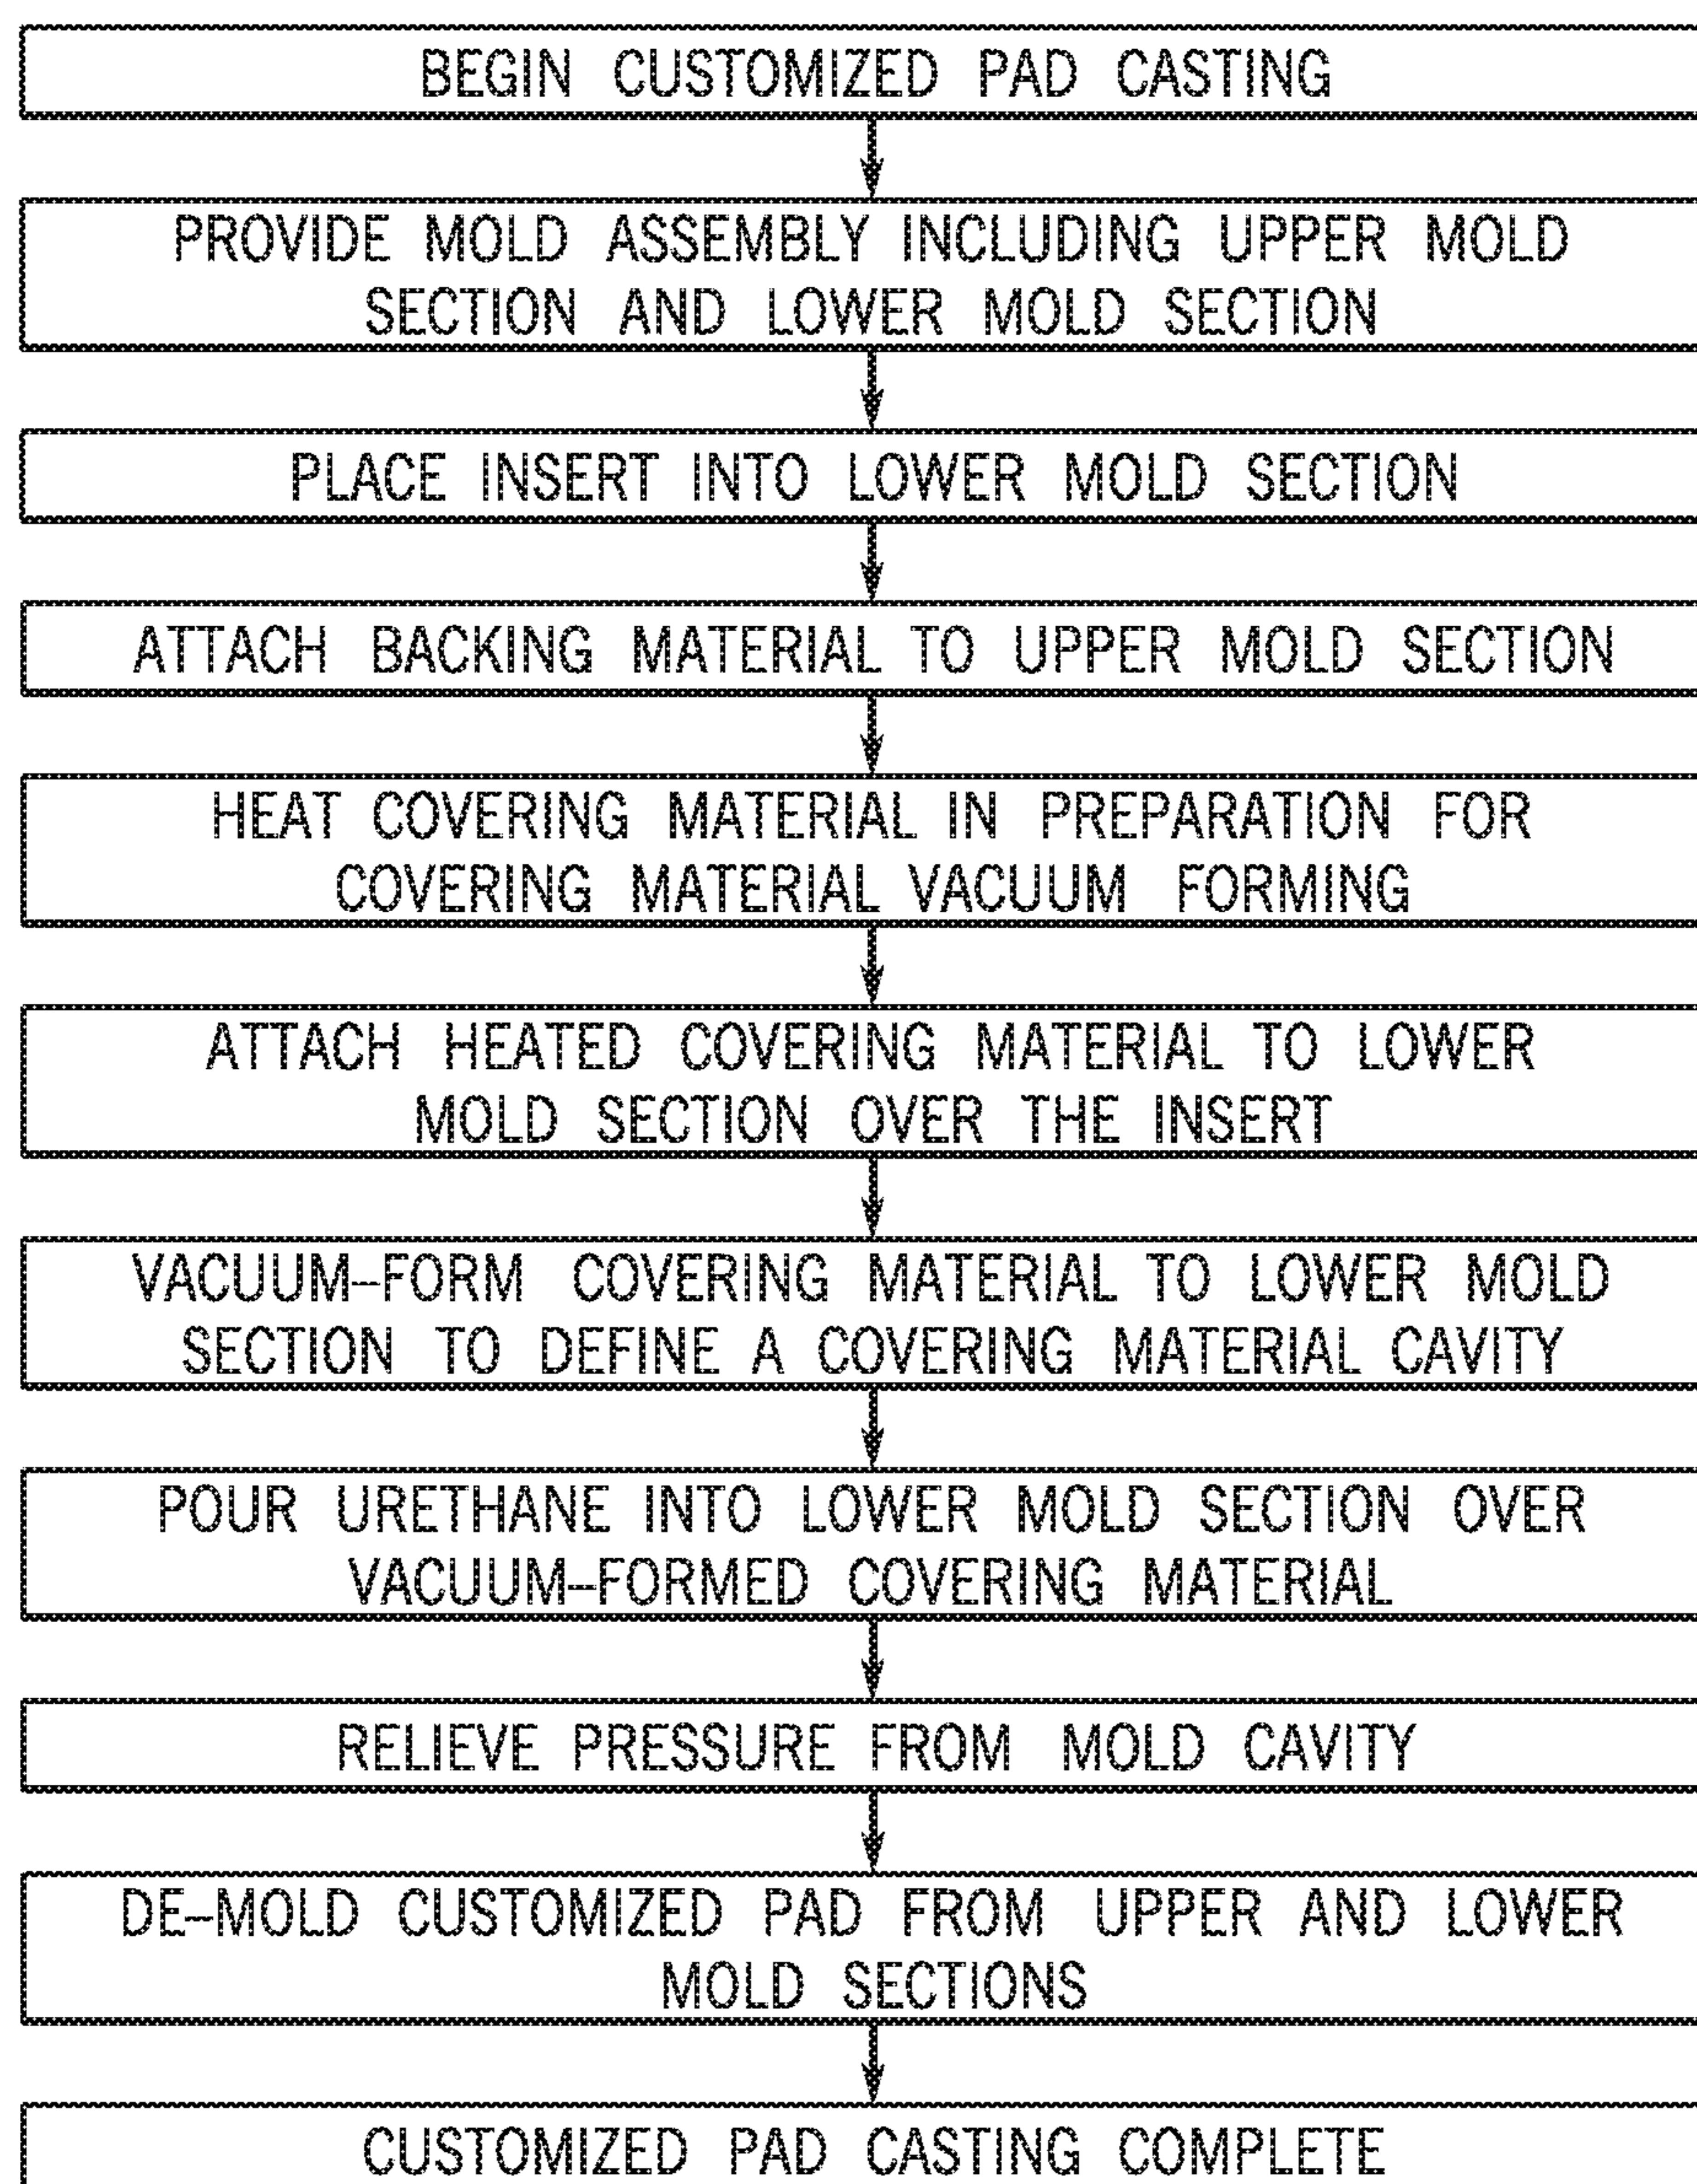 BEGIN CUSTOMIZED PAD CASTING
PROVIDE MOLD ASSEMBLY INCLUDING UPPER MOLD
SECTION AND LOWER MOLD SECTION
PLACE INSERT INTO LOWER MOLD SECTION
ATTACH BACKING MATERIAL TO UPPER MOLD SECTION
HEAT COVERING MATERIAL IN PREPARATION FOR
COVERING MATERIAL VACUUM FORMING
ATTACH HEATED COVERING MATERIAL TO LOWER
MOLD SECTION OVER THE INSERT
VACUUM-FORM COVERING MATERIAL TO LOWER MOLD
SECTION TO DEFINE A COVERING MATERIAL CAVITY
POUR URETHANE INTO LOWER MOLD SECTION OVER
VACUUM-FORMED COVERING MATERIAL
RELIEVE PRESSURE FROM MOLD CAVITY
DE-MOLD CUSTOMIZED PAD FROM UPPER AND LOWER
MOLD SECTIONS
CUSTOMIZED PAD CASTING COMPLETE